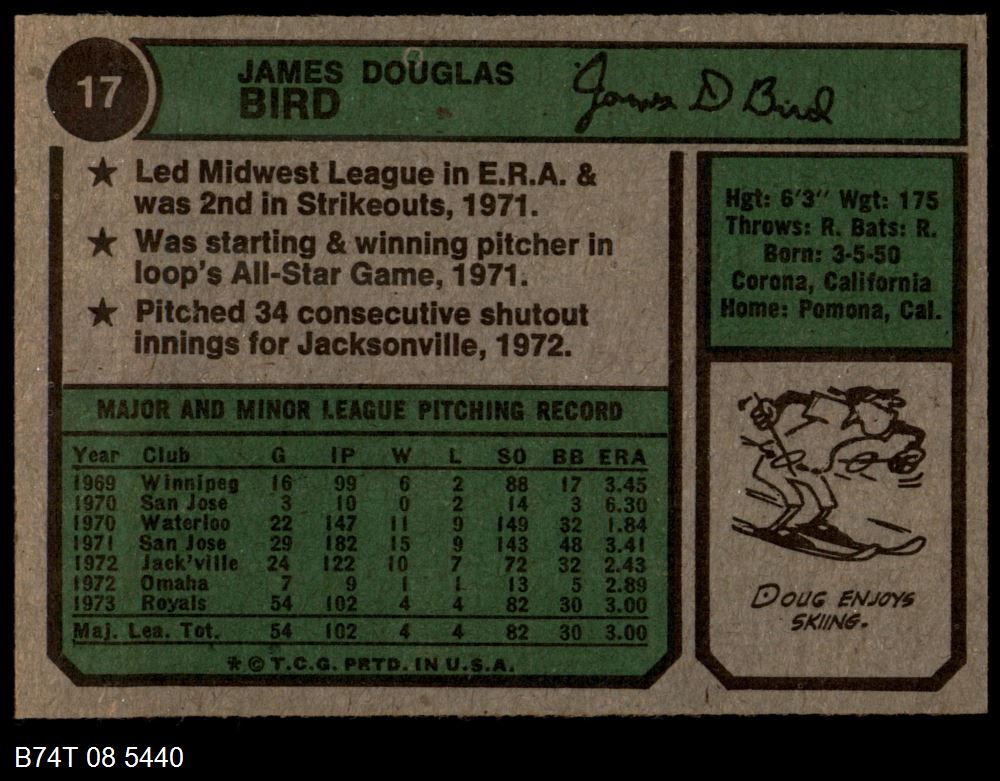 17
JAMES DOUGLAS
BIRD
James D Bird
★ Led Midwest League in E.R.A. &
was 2nd in Strikeouts, 1971.
★ Was starting & winning pitcher in
loop's All-Star Game, 1971.
★ Pitched 34 consecutive shutout
innings for Jacksonville, 1972.
Hgt: 6'3" Wgt: 175
Throws: R. Bats: R.
Born: 3-5-50
Corona, California
Home: Pomona, Cal.
MAJOR AND MINOR LEAGUE PITCHING RECORD
Year Club G IP W L SO BB ERA
1969 Winnipeg 16 99 6 2 88 17 3.45
1970 San Jose 3 10 0 2 14 3 6.30
1970 Waterloo 22 147 11 9 149 32 1.84
1971 San Jose 29 182 15 9 143 48 3.41
1972 Jack'ville 24 122 10 7 72 32 2.43
1972 Omaha 7 9 1 1 13 5 2.89
1973 Royals 54 102 4 4 82 30 3.00
Maj. Lea. Tot. 54 102 4 4 82 30 3.00
* © T.C.G. PRTD. IN U.S.A.
DOUG ENJOYS
SKIING.
B74T 08 5440